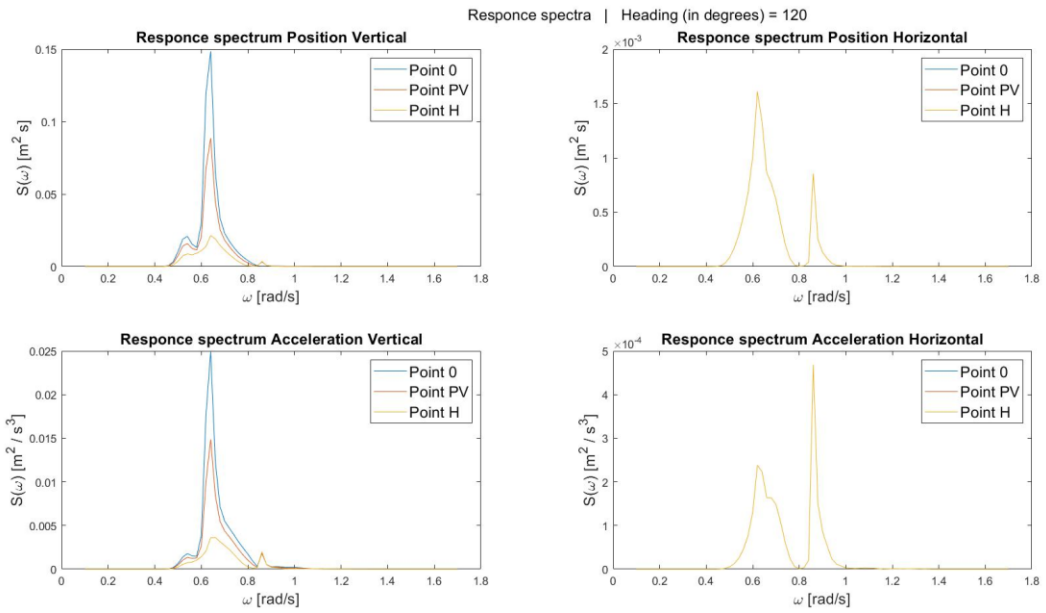 Responce spectra | Heading (in degrees) = 120
Responce spectrum Position Vertical
0.15
0.1
0.05
0
S(ω) [m² s]
Point 0
Point PV
Point H
0 0.2 0.4 0.6 0.8 1 1.2 1.4 1.6 1.8
ω [rad/s]
Responce spectrum Position Horizontal
×10⁻³
2
1.5
1
0.5
0
S(ω) [m² s]
Point 0
Point PV
Point H
0 0.2 0.4 0.6 0.8 1 1.2 1.4 1.6 1.8
ω [rad/s]
Responce spectrum Acceleration Vertical
0.025
0.02
0.015
0.01
0.005
0
S(ω) [m² / s³]
Point 0
Point PV
Point H
0 0.2 0.4 0.6 0.8 1 1.2 1.4 1.6 1.8
ω [rad/s]
Responce spectrum Acceleration Horizontal
×10⁻⁴
5
4
3
2
1
0
S(ω) [m² / s³]
Point 0
Point PV
Point H
0 0.2 0.4 0.6 0.8 1 1.2 1.4 1.6 1.8
ω [rad/s]